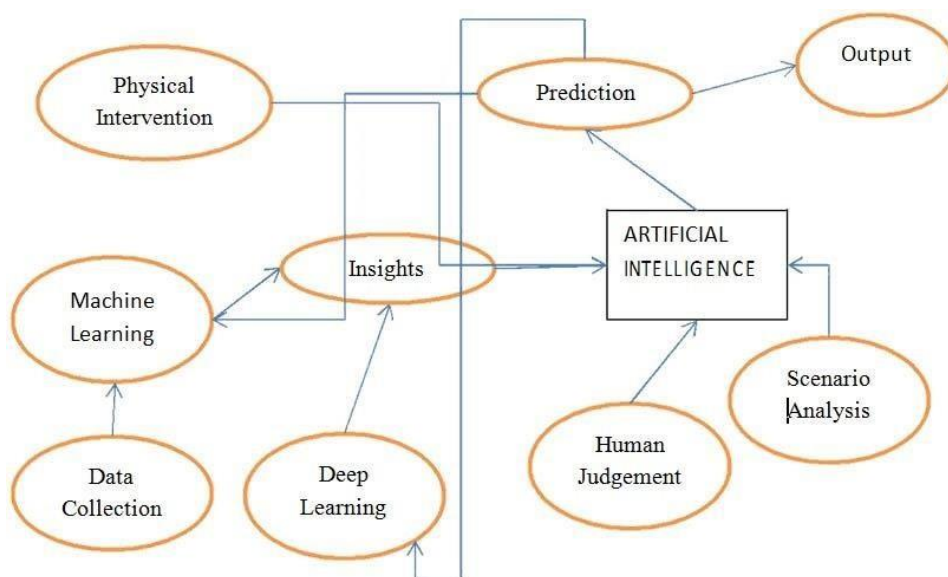 Physical
Intervention
Prediction
Output
ARTIFICIAL
INTELLIGENCE
Insights
Machine
Learning
Scenario
Analysis
Human
Judgement
Deep
Learning
Data
Collection